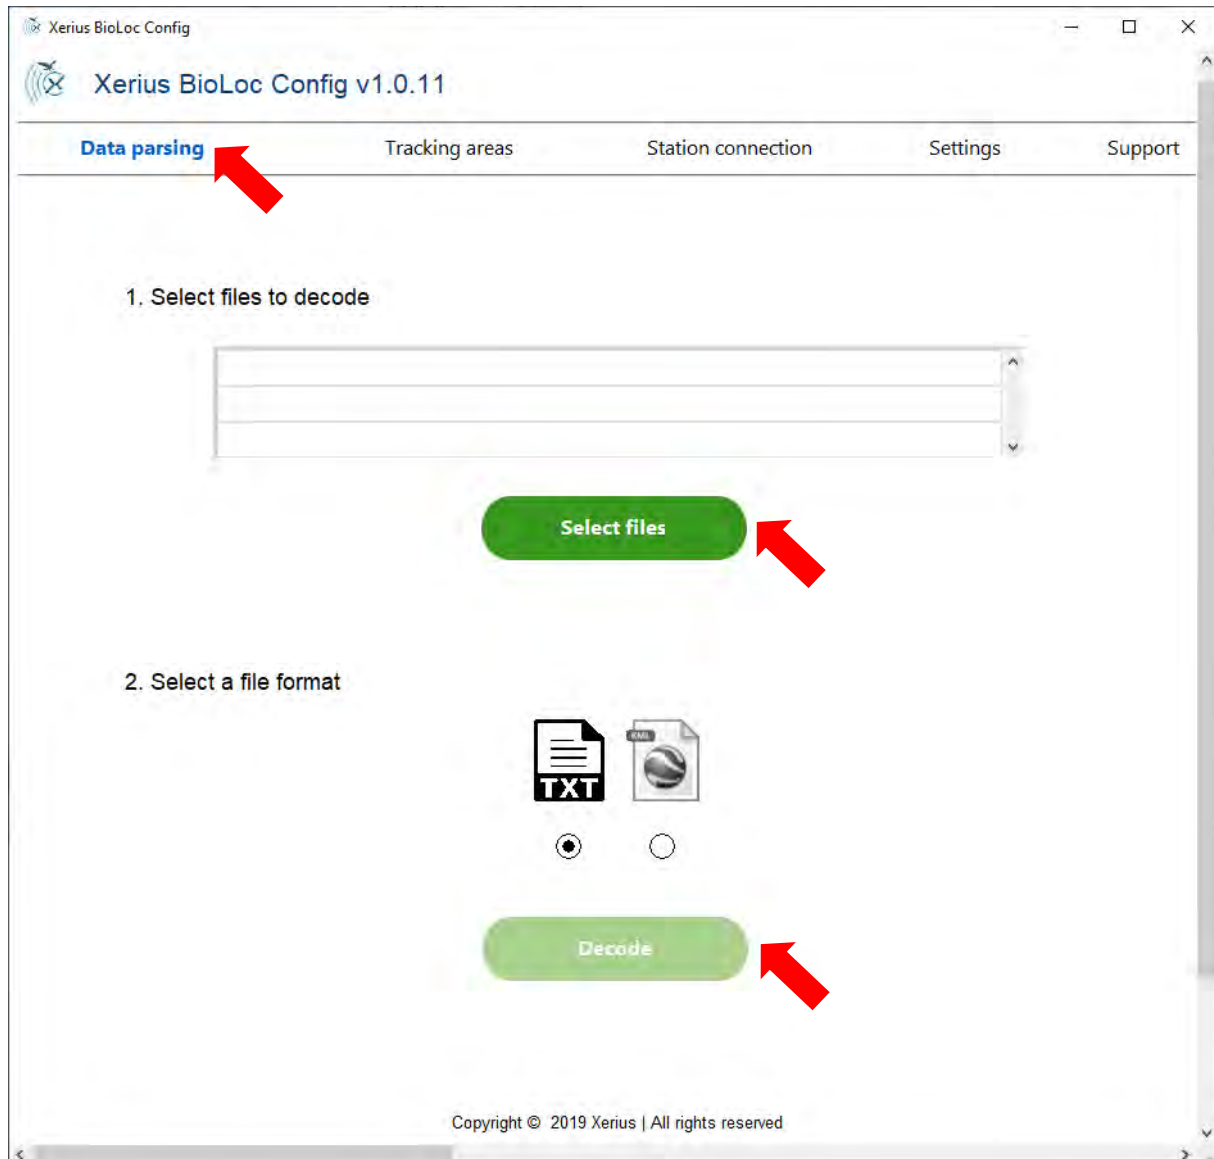 Xerius BioLoc Config
Xerius BioLoc Config v1.0.11
Data parsing Tracking areas Station connection Settings Support
1. Select files to decode
Select files
2. Select a file format
TXT KML
Decode
Copyright © 2019 Xerius | All rights reserved